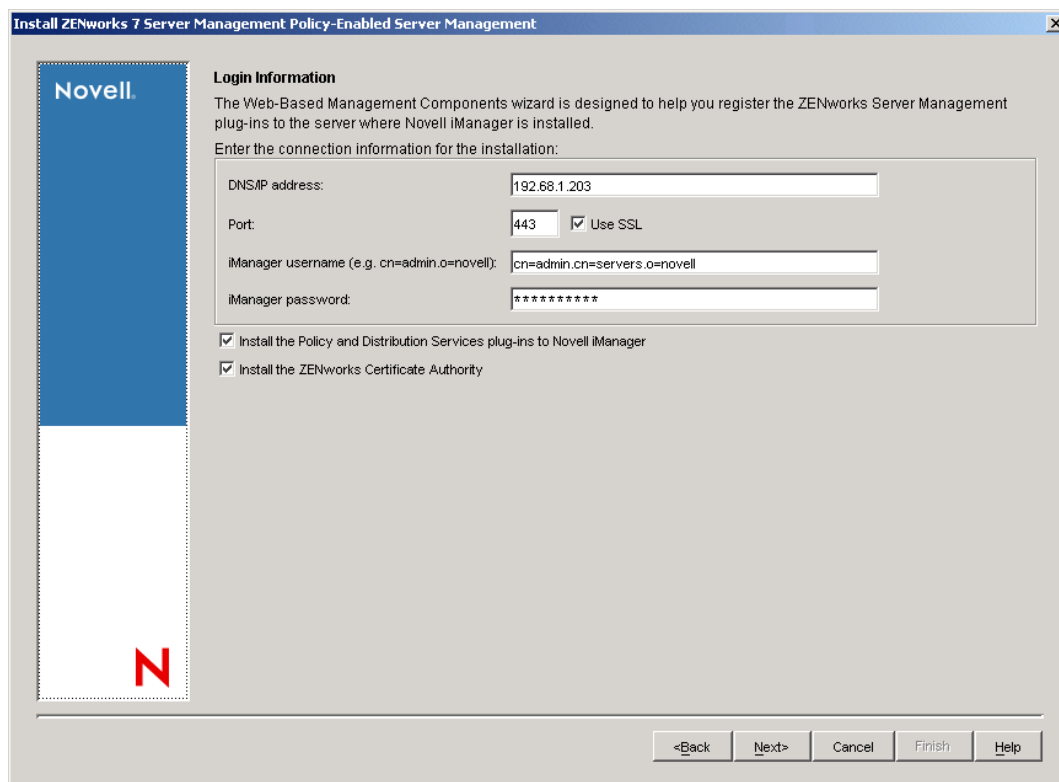 Install ZENworks 7 Server Management Policy-Enabled Server Management
Novell.
Login Information
The Web-Based Management Components wizard is designed to help you register the ZENworks Server Management
plug-ins to the server where Novell iManager is installed.
Enter the connection information for the installation:
DNS/IP address:
192.68.1.203
Port:
443
Use SSL
iManager username (e.g. cn=admin.o=novell):
cn=admin.cn=servers.o=novell
iManager password:
**********
Install the Policy and Distribution Services plug-ins to Novell iManager
Install the ZENworks Certificate Authority
N
<Back
Next>
Cancel
Finish
Help